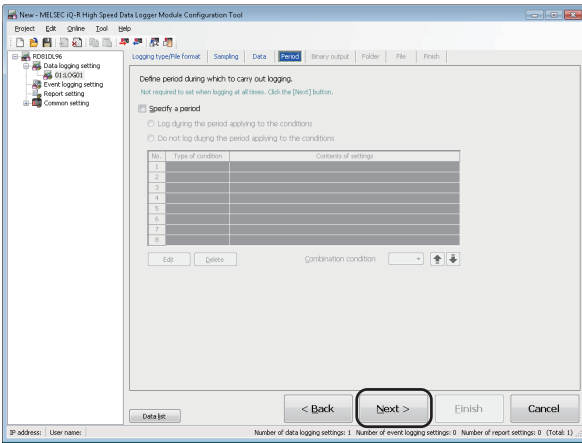 New - MELSEC iQ-R High Speed Data Logger Module Configuration Tool
Project Edit Online Tool Help
RD81DL96
Data logging setting
01:LOG01
Event logging setting
Report setting
Common setting
Logging type/File format Sampling Data Period Binary output Folder File Finish
Define period during which to carry out logging.
Not required to set when logging at all times. Click the [Next] button.
Specify a period
Log during the period applying to the conditions
Do not log during the period applying to the conditions
No. Type of condition Contents of settings
1
2
3
4
5
6
7
8
Edit Delete Combination condition
Data list < Back Next > Finish Cancel
IP address: User name: Number of data logging settings: 1 Number of event logging settings: 0 Number of report settings: 0 (Total: 1)